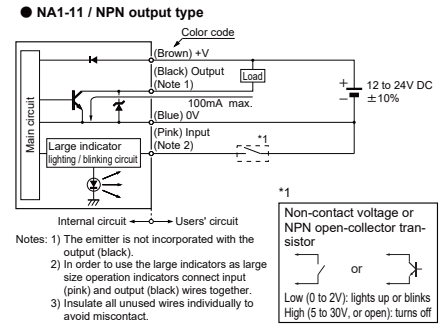 ● NA1-11 / NPN output type
Color code
(Brown) +V
(Black) Output
(Note 1)
Load
100mA max.
12 to 24V DC
±10%
+
−
(Blue) 0V
(Pink) Input
(Note 2)
*1
Main circuit
Large indicator
lighting / blinking circuit
Internal circuit
Users' circuit
Notes: 1) The emitter is not incorporated with the
output (black).
2) In order to use the large indicators as large
size operation indicators connect input
(pink) and output (black) wires together.
3) Insulate all unused wires individually to
avoid miscontact.
*1
Non-contact voltage or
NPN open-collector tran-
sistor
or
Low (0 to 2V): lights up or blinks
High (5 to 30V, or open): turns off